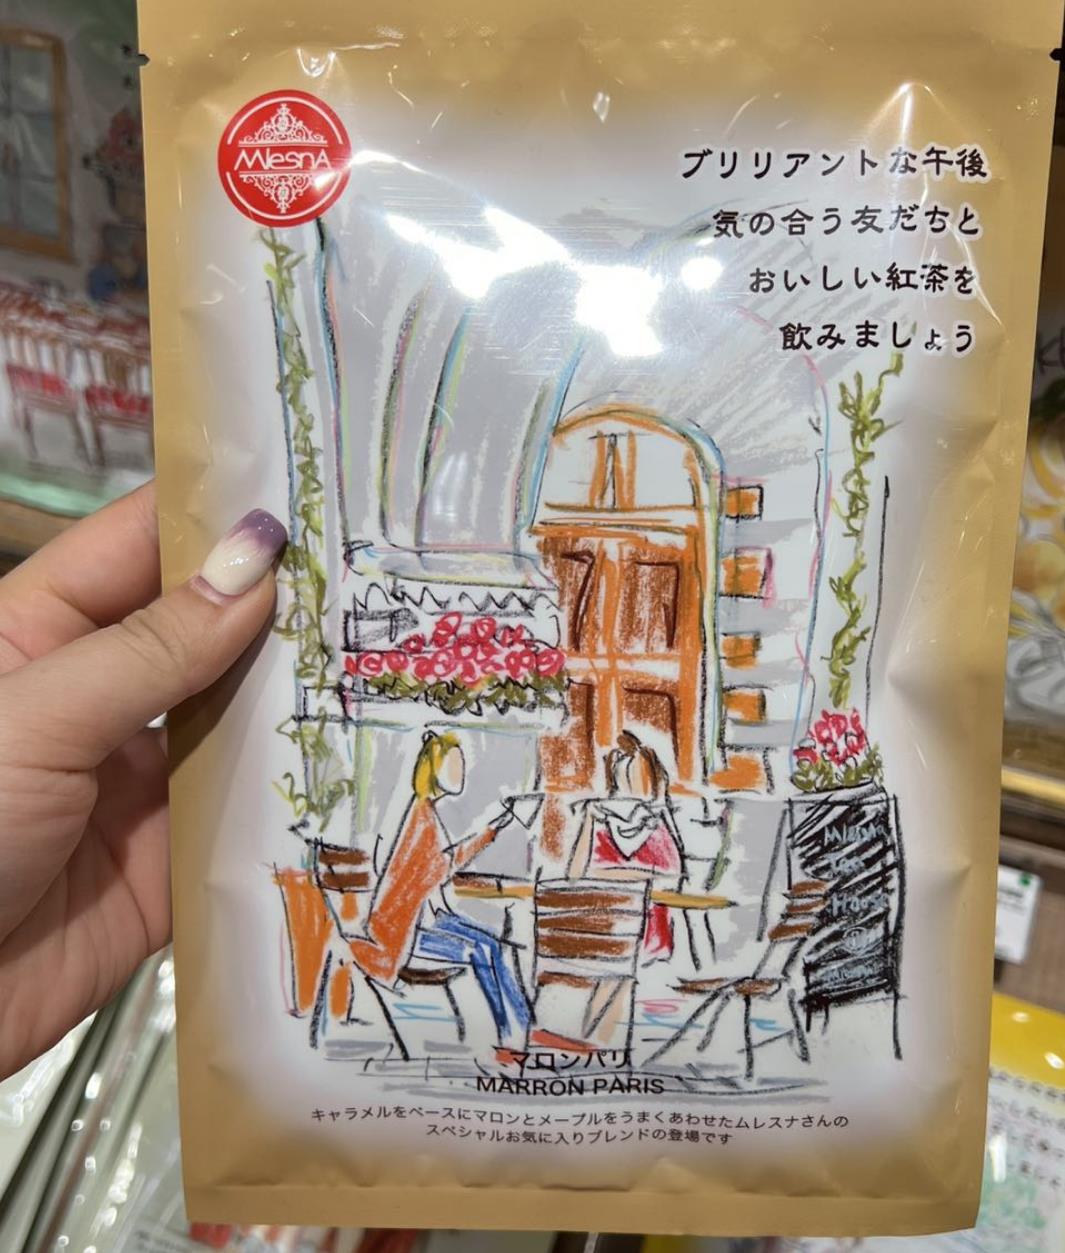 MlesnA
ブリリアントな午後
気の合う友だちと
おいしい紅茶を
飲みましょう
Mlesna
Tea
House
マロンパリ
MARRON PARIS
キャラメルをベースにマロンとメープルをうまくあわせたムレスナさんの
スペシャルお気に入りブレンドの登場です